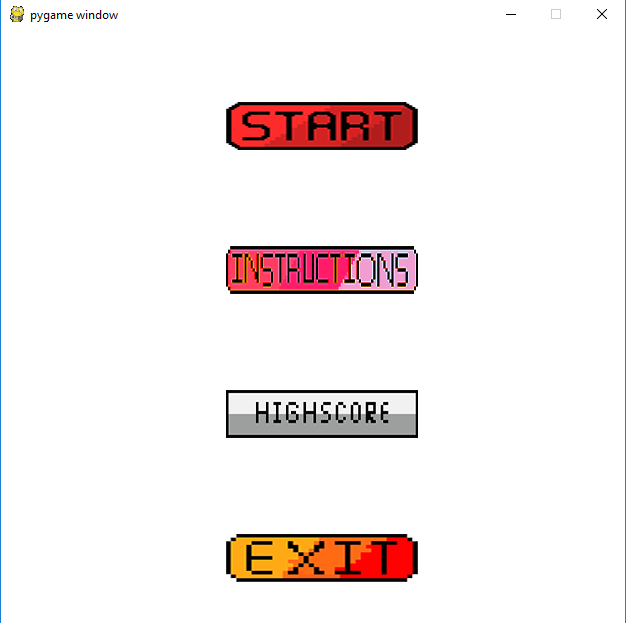 pygame window
START
INSTRUCTIONS
HIGHSCORE
EXIT